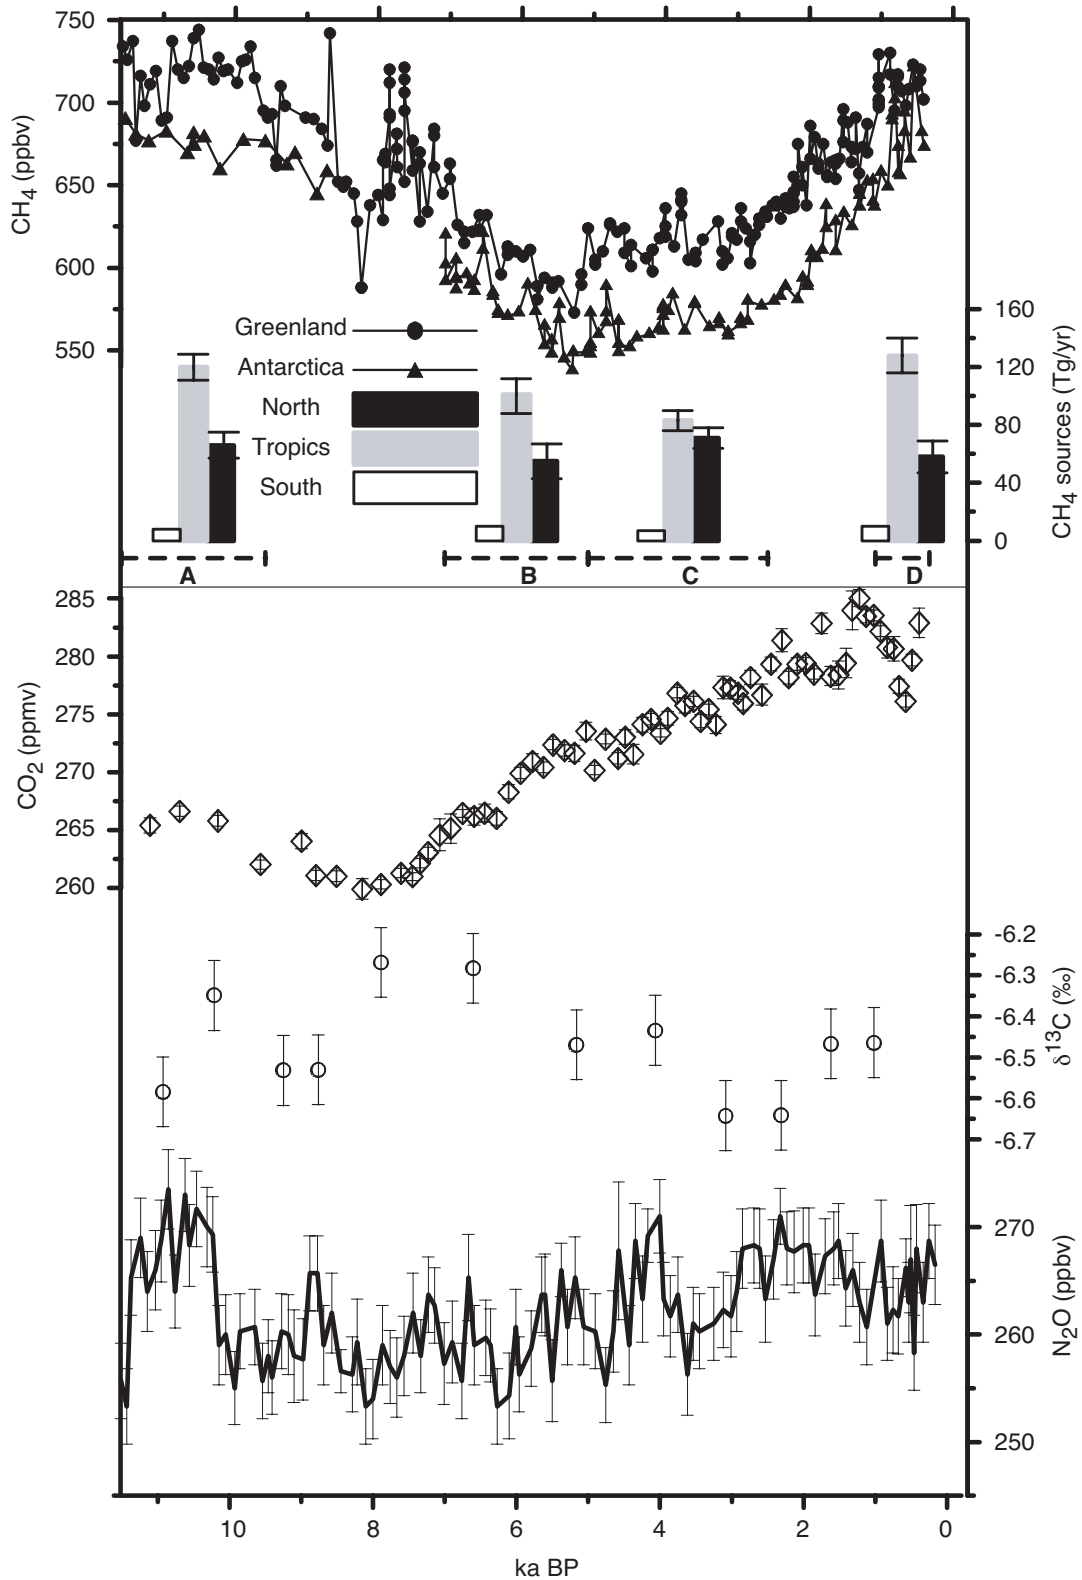 750
700
650
600
550
CH4 (ppbv)
Greenland
Antarctica
North
Tropics
South
160
120
80
40
0
CH4 sources (Tg/yr)
A
B
C
D
285
280
275
270
265
260
CO2 (ppmv)
-6.2
-6.3
-6.4
-6.5
-6.6
-6.7
δ13C (‰)
270
260
250
N2O (ppbv)
10 8 6 4 2 0
ka BP